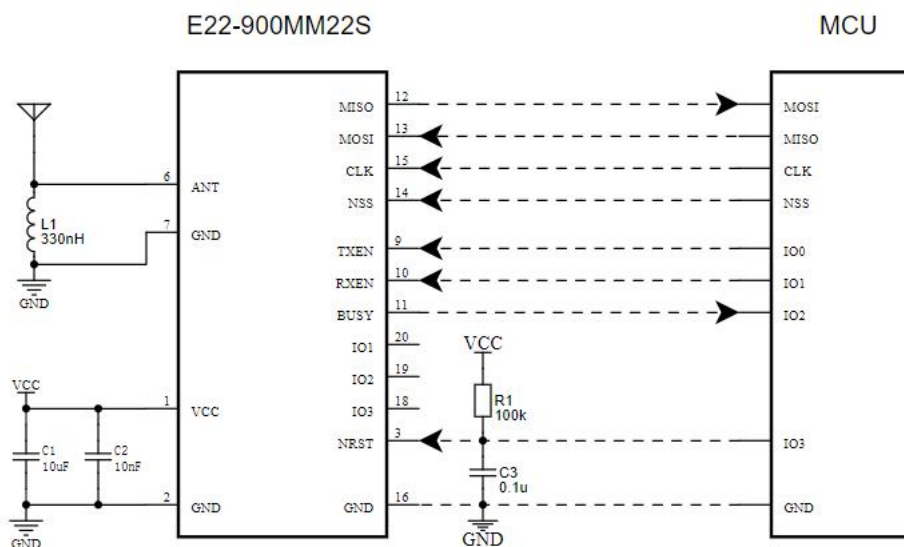 E22-900MM22S MCU
MISO 12 MOSI
MOSI 13 MISO
CLK 15 CLK
6 ANT
NSS 14 NSS
L1
330nH
7 GND
TXEN 9 IO0
RXEN 10 IO1
GND
BUSY 11 IO2
IO1 20
VCC
IO2 19
VCC
R1
100k
1 VCC
IO3 18
NRST 3 IO3
C1
10uF
C2
10nF
C3
0.1u
2 GND
GND 16 GND
GND
GND